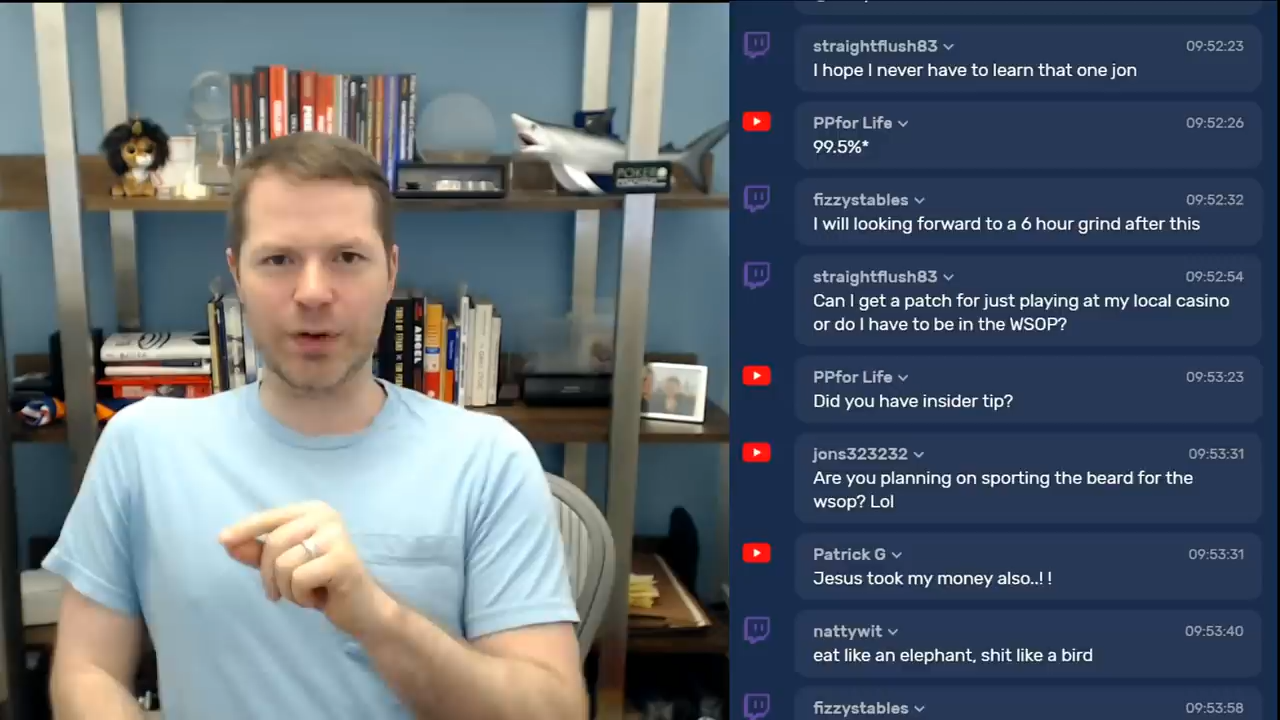 straightflush83
09:52:23
I hope I never have to learn that one jon
PPfor Life
09:52:26
99.5%*
fizzystables
09:52:32
I will looking forward to a 6 hour grind after this
straightflush83
09:52:54
Can I get a patch for just playing at my local casino
or do I have to be in the WSOP?
PPfor Life
09:53:23
Did you have insider tip?
jons323232
09:53:31
Are you planning on sporting the beard for the
wsop? Lol
Patrick G
09:53:31
Jesus took my money also..! !
nattywit
09:53:40
eat like an elephant, shit like a bird
fizzystables
09:53:58
POKER
ANGEL